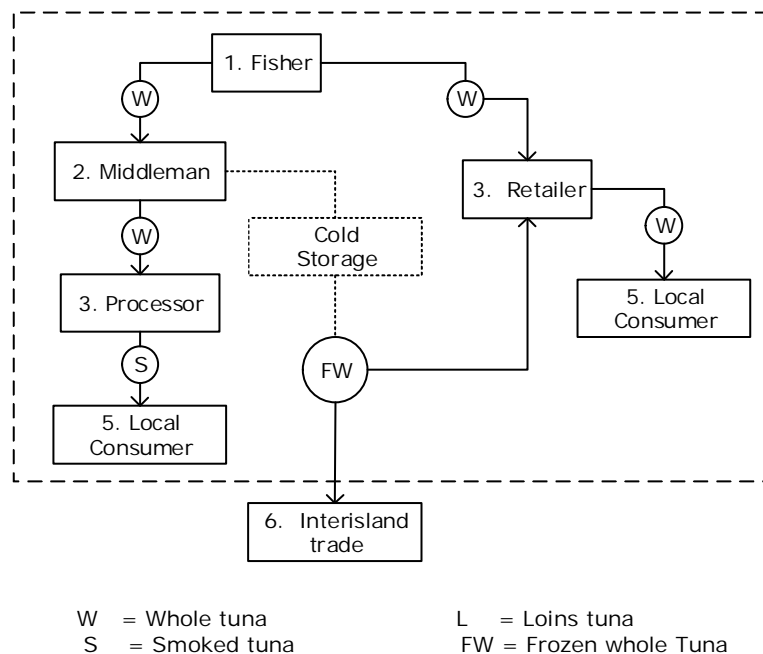 1. Fisher
W
W
2. Middleman
3. Retailer
Cold
Storage
W
W
3. Processor
5. Local
Consumer
S
FW
5. Local
Consumer
6. Interisland
trade
W = Whole tuna
L = Loins tuna
S = Smoked tuna
FW = Frozen whole Tuna